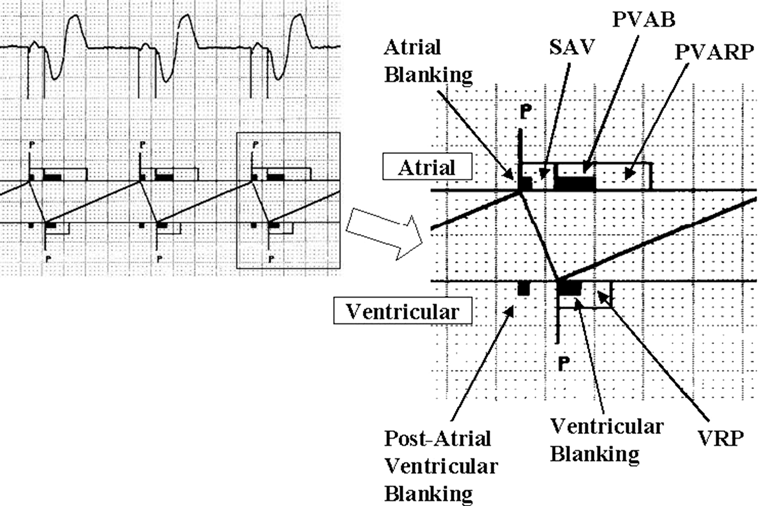 P
P
P
P
P
P
Atrial
Blanking
SAV
PVAB
PVARP
P
Atrial
Ventricular
P
Post-Atrial
Ventricular
Blanking
Ventricular
Blanking
VRP